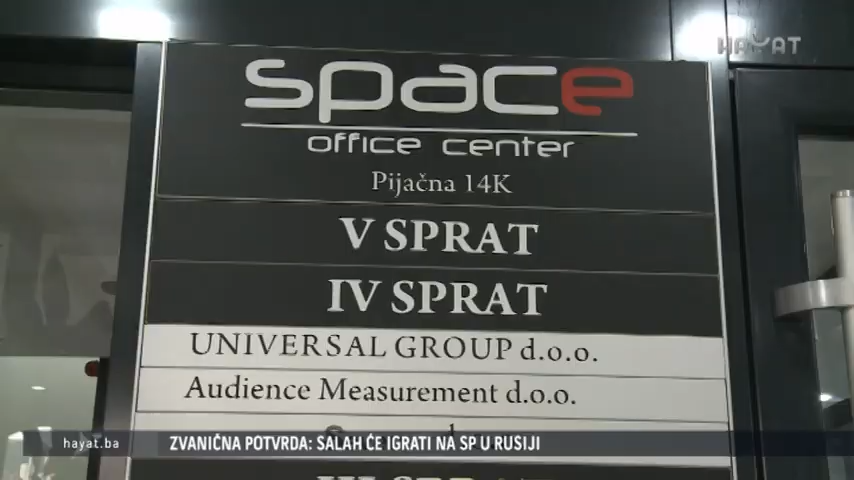 HAYAT
space
office center
Pijačna 14K
V SPRAT
IV SPRAT
UNIVERSAL GROUP d.o.o.
Audience Measurement d.o.o.
hayat.ba
ZVANIČNA POTVRDA: SALAH ĆE IGRATI NA SP U RUSIJI